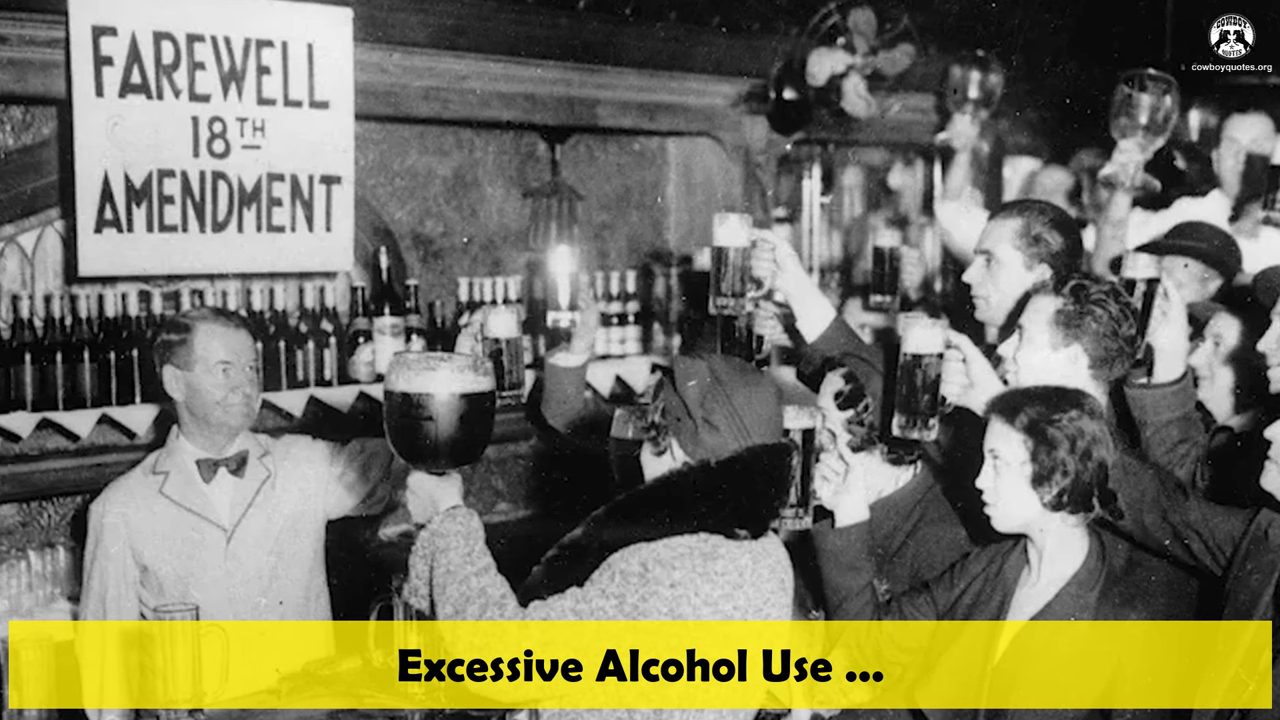 FAREWELL
18TH
AMENDMENT
COWBOY
QUOTES
cowboyquotes.org
Excessive Alcohol Use ...